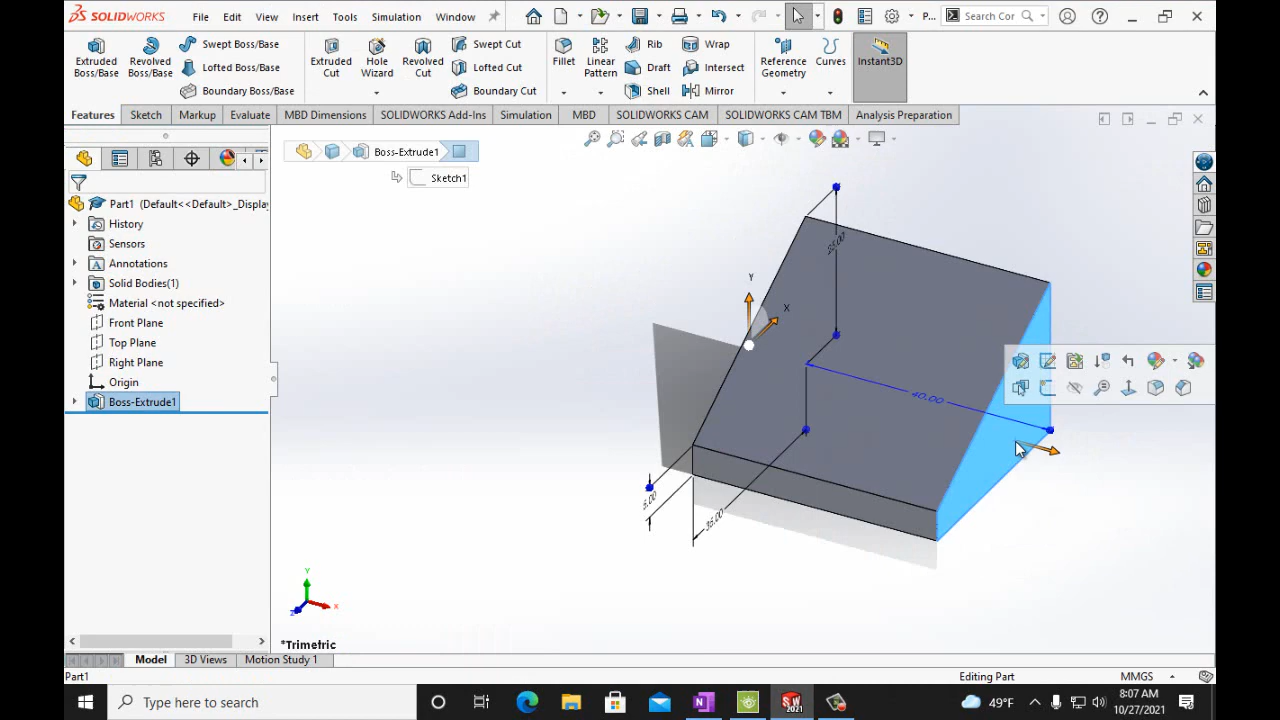 SOLIDWORKS File Edit View Insert Tools Simulation Window P... Search Cor
Extruded Boss/Base
Revolved Boss/Base
Swept Boss/Base
Lofted Boss/Base
Boundary Boss/Base
Extruded Cut
Hole Wizard
Revolved Cut
Swept Cut
Lofted Cut
Boundary Cut
Fillet
Linear Pattern
Rib
Draft
Shell
Wrap
Intersect
Mirror
Reference Geometry
Curves
Instant3D
Features Sketch Markup Evaluate MBD Dimensions SOLIDWORKS Add-Ins Simulation MBD SOLIDWORKS CAM SOLIDWORKS CAM TBM Analysis Preparation
Boss-Extrude1
Sketch1
Part1 (Default<<Default>_Display
History
Sensors
Annotations
Solid Bodies(1)
Material <not specified>
Front Plane
Top Plane
Right Plane
Origin
Boss-Extrude1
Y
X
40.00
5.00
35.00
Y
X
Z
*Trimetric
Model 3D Views Motion Study 1
Part1 Editing Part MMGS
Type here to search
49°F
8:07 AM
10/27/2021